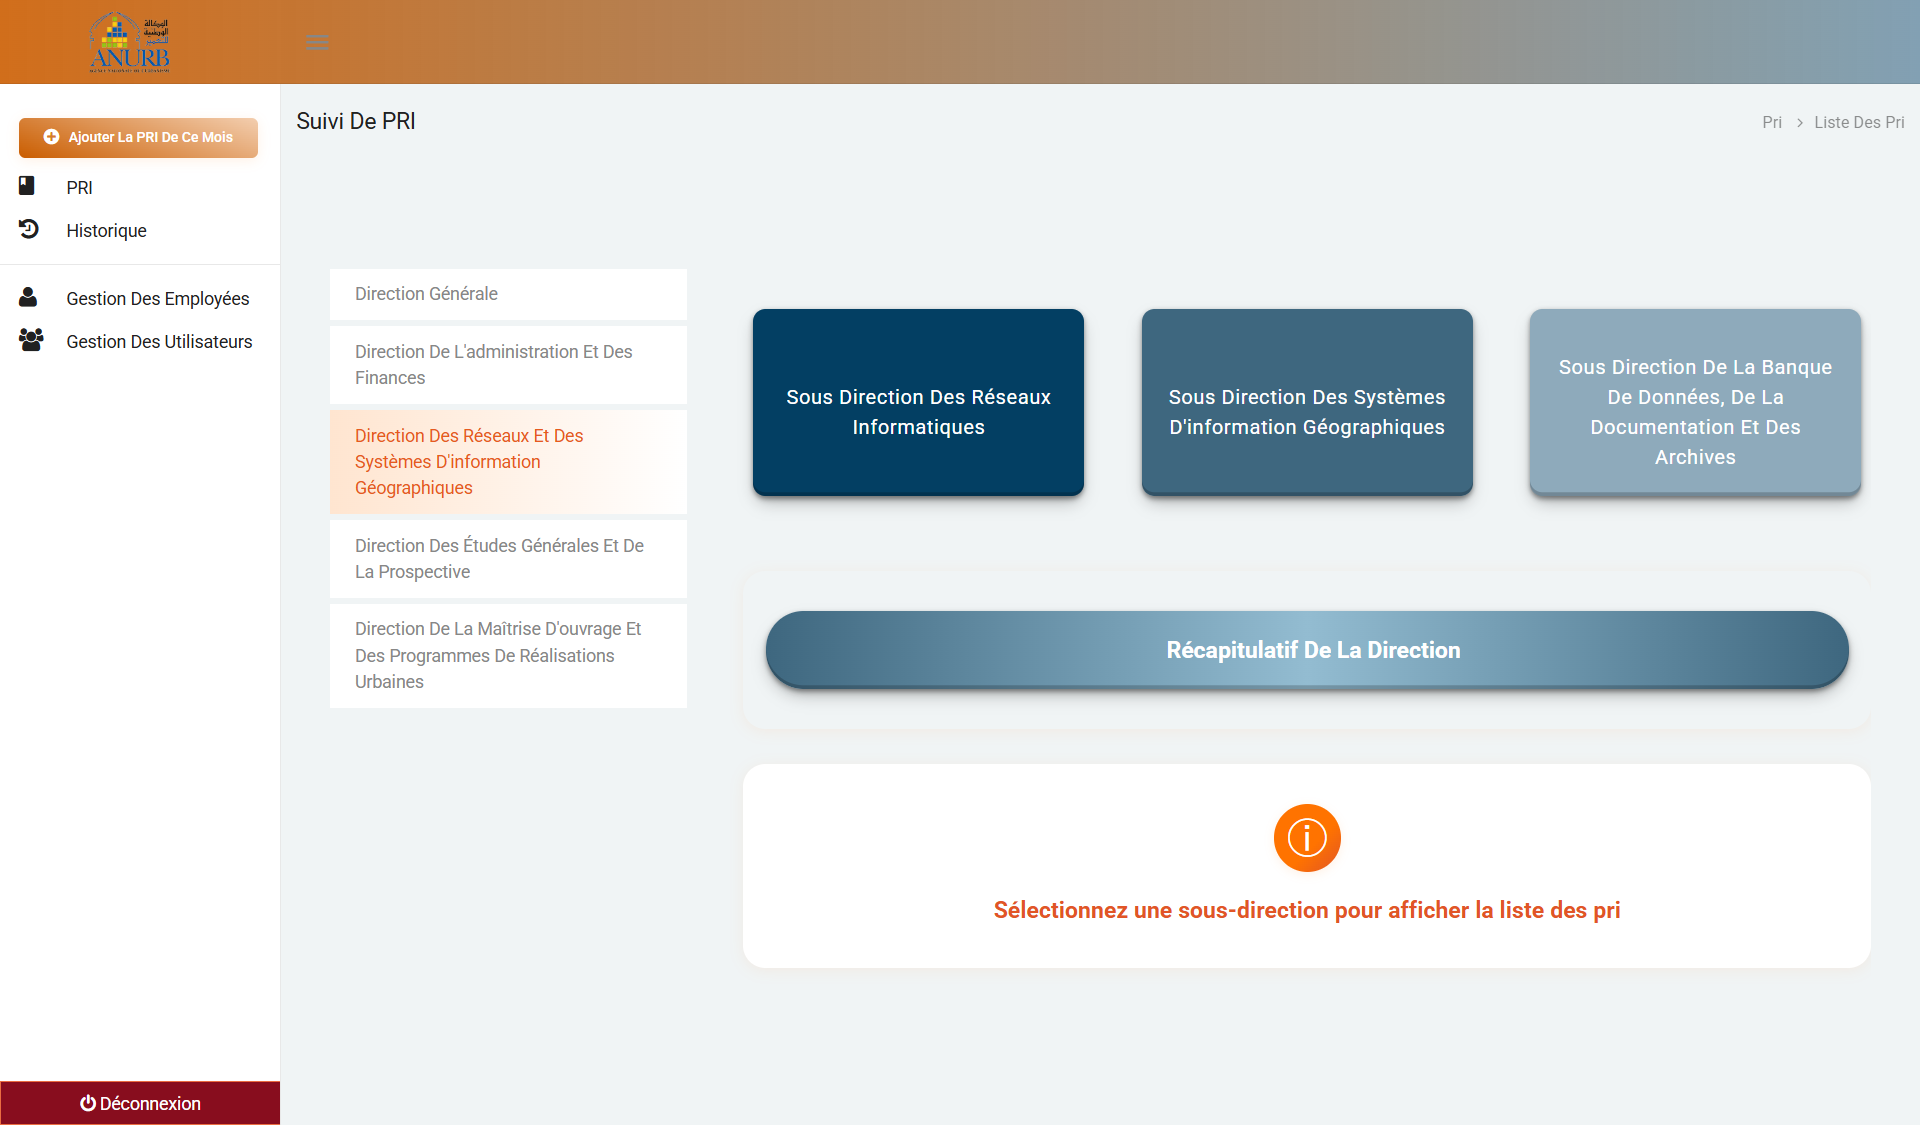 الوكالة
ANURB
Ajouter La PRI De Ce Mois
PRI
Historique
Gestion Des Employées
Gestion Des Utilisateurs
Déconnexion
Suivi De PRI
Pri > Liste Des Pri
Direction Générale
Direction De L'administration Et Des
Finances
Direction Des Réseaux Et Des
Systèmes D'information
Géographiques
Direction Des Études Générales Et De
La Prospective
Direction De La Maîtrise D'ouvrage Et
Des Programmes De Réalisations
Urbaines
Sous Direction Des Réseaux
Informatiques
Sous Direction Des Systèmes
D'information Géographiques
Sous Direction De La Banque
De Données, De La
Documentation Et Des
Archives
Récapitulatif De La Direction
Sélectionnez une sous-direction pour afficher la liste des pri